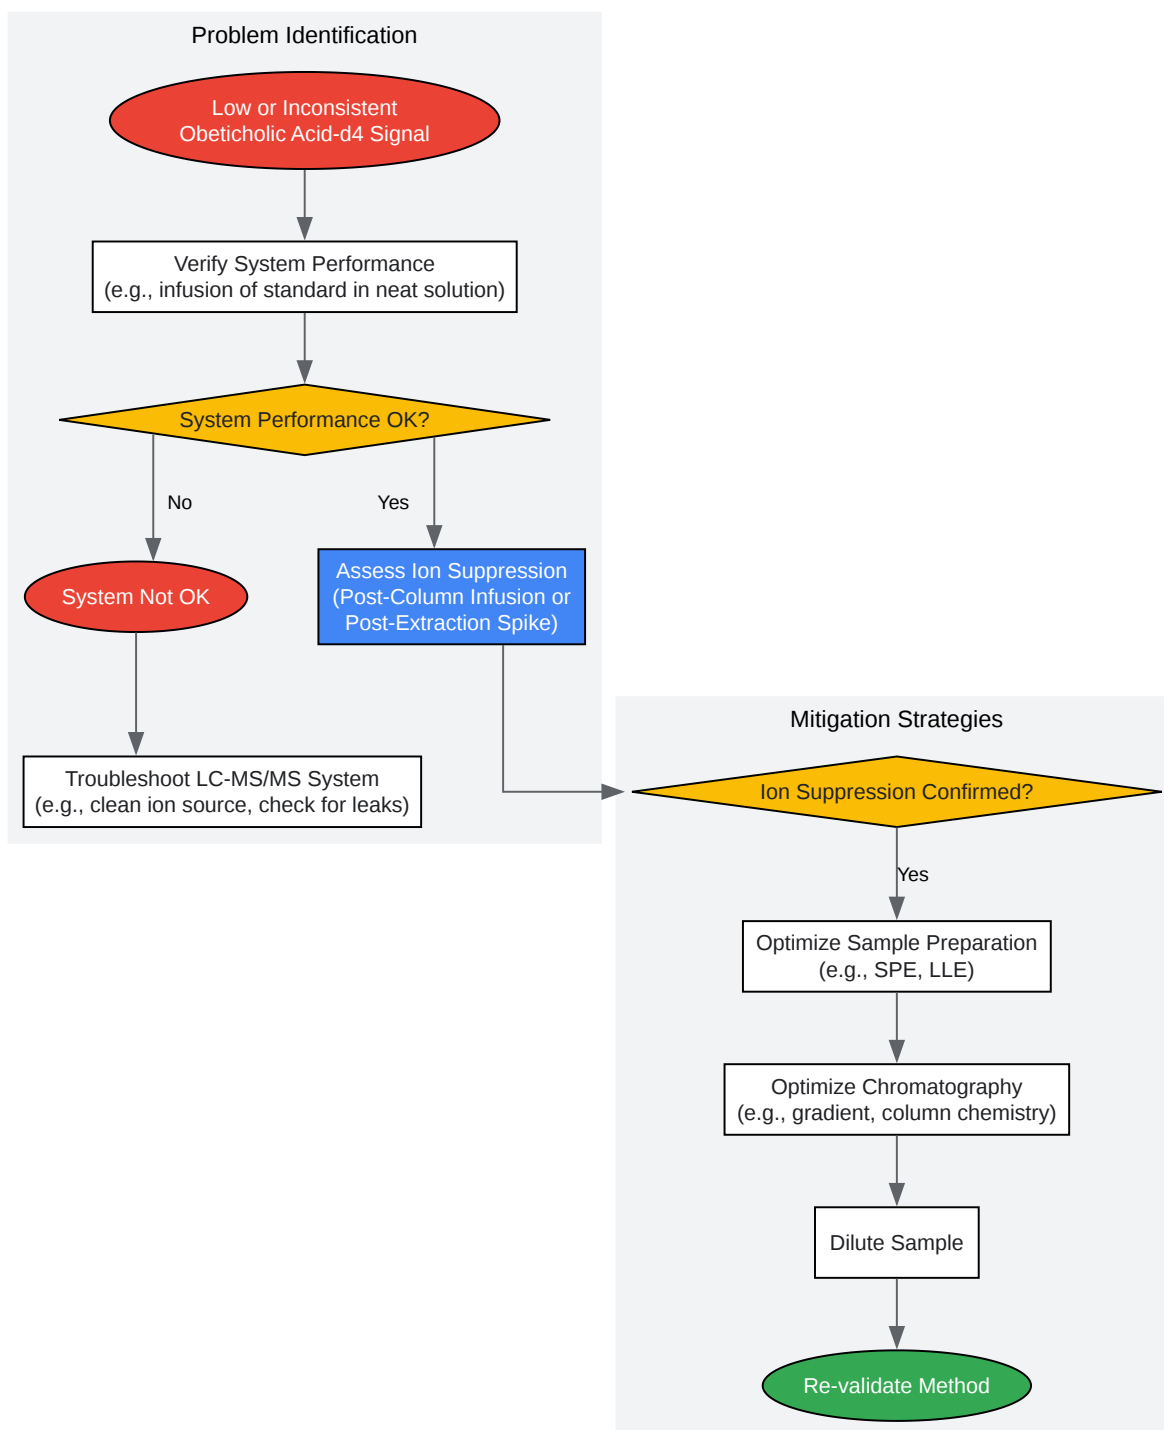 Problem Identification
Low or Inconsistent
Obeticholic Acid-d4 Signal
Verify System Performance
(e.g., infusion of standard in neat solution)
System Performance OK?
No
Yes
System Not OK
Assess Ion Suppression
(Post-Column Infusion or
Post-Extraction Spike)
Troubleshoot LC-MS/MS System
(e.g., clean ion source, check for leaks)
Mitigation Strategies
Ion Suppression Confirmed?
Yes
Optimize Sample Preparation
(e.g., SPE, LLE)
Optimize Chromatography
(e.g., gradient, column chemistry)
Dilute Sample
Re-validate Method